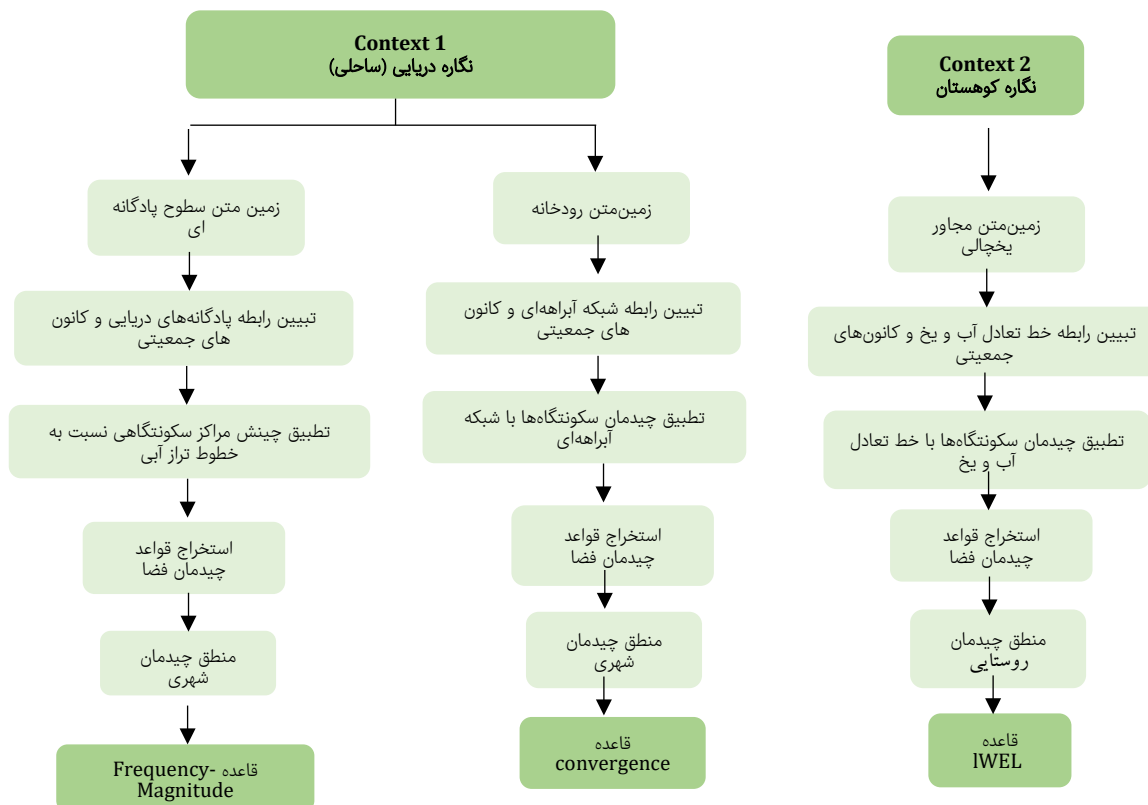 Context 1
نگاره دریایی (ساحلی)
زمین متن سطوح پادگانه
ای
تبیین رابطه پادگانه‌های دریایی و کانون
های جمعیتی
تطبیق چینش مراکز سکونتگاهی نسبت به
خطوط تراز آبی
استخراج قواعد
چیدمان فضا
منطق چیدمان
شهری
قاعده Frequency-
Magnitude
زمین‌متن رودخانه
تبیین رابطه شبکه آبراهه‌ای و کانون
های جمعیتی
تطبیق چیدمان سکونتگاه‌ها با شبکه
آبراهه‌ای
استخراج قواعد
چیدمان فضا
منطق چیدمان
شهری
قاعده
convergence
Context 2
نگاره کوهستان
زمین‌متن مجاور
یخچالی
تبیین رابطه خط تعادل آب و یخ و کانون‌های
جمعیتی
تطبیق چیدمان سکونتگاه‌ها با خط تعادل
آب و یخ
استخراج قواعد
چیدمان فضا
منطق چیدمان
روستایی
قاعده
IWEL